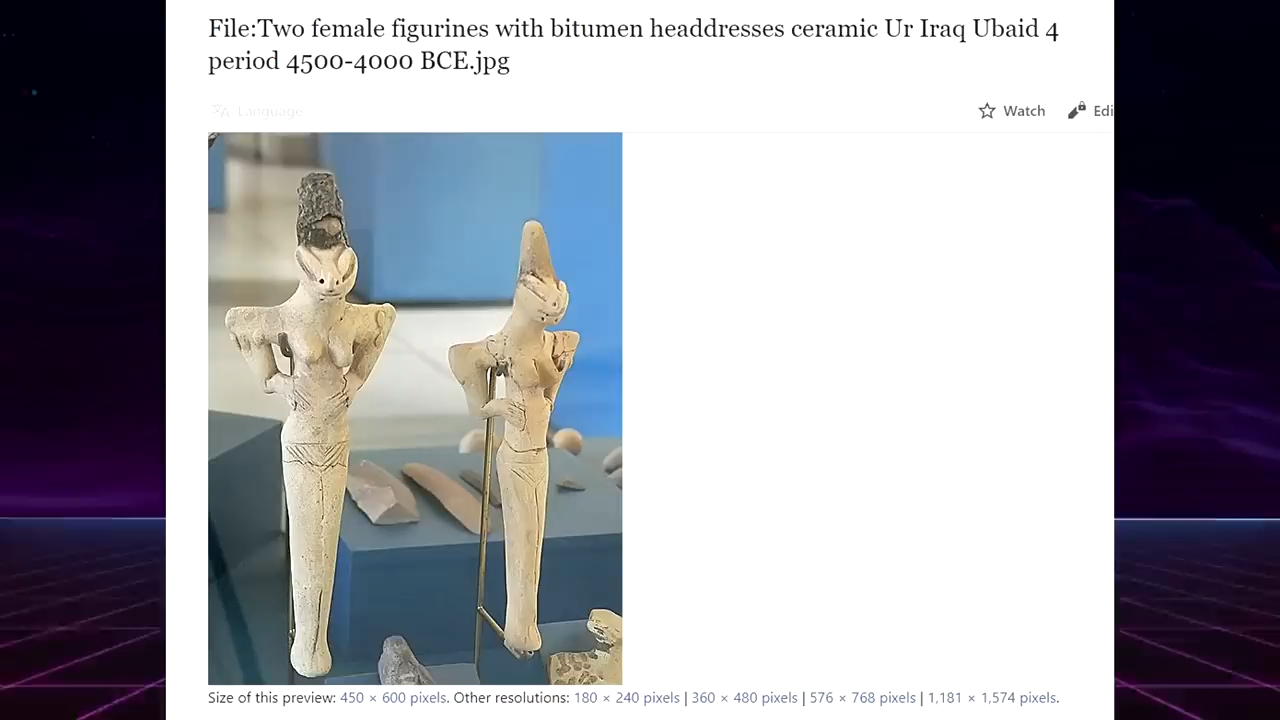 File:Two female figurines with bitumen headdresses ceramic Ur Iraq Ubaid 4
period 4500-4000 BCE.jpg
Language
Watch Edi
Size of this preview: 450 × 600 pixels. Other resolutions: 180 × 240 pixels | 360 × 480 pixels | 576 × 768 pixels | 1,181 × 1,574 pixels.